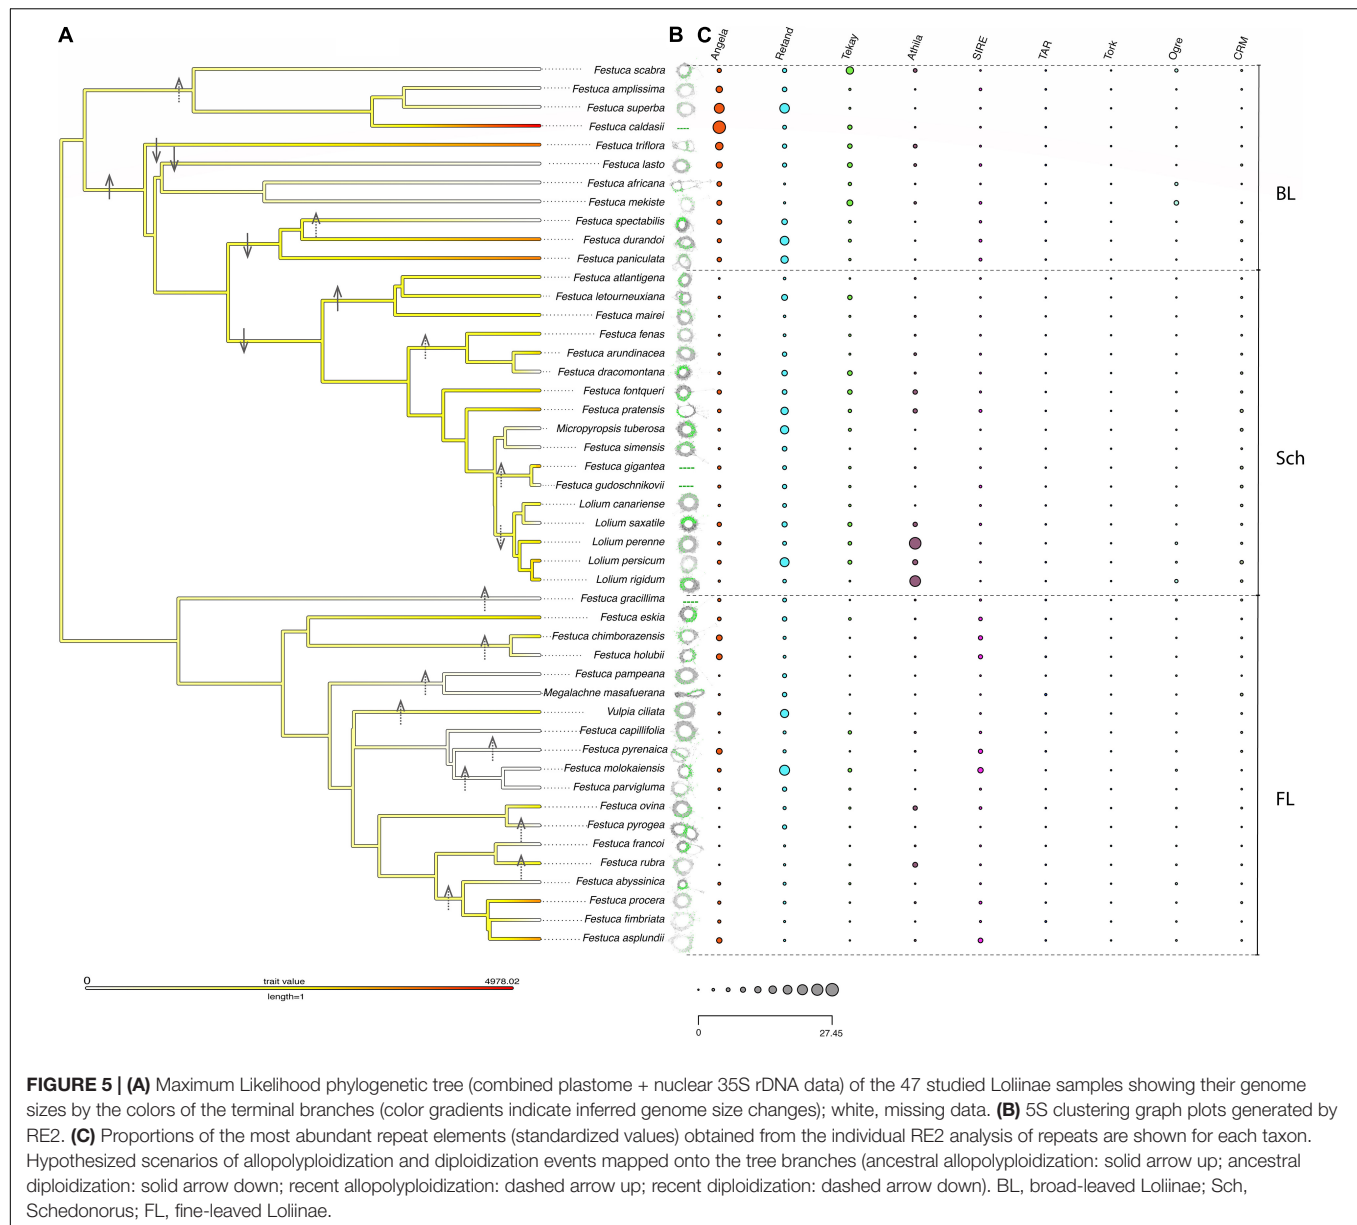 A
B
C
Angela
Retand
Tekay
Athila
SIRE
TAR
Tork
Ogre
CRM
Festuca scabra
Festuca amplissima
Festuca superba
Festuca caldasii
Festuca triflora
Festuca lasto
Festuca africana
Festuca mekiste
Festuca spectabilis
Festuca durandoi
Festuca paniculata
BL
Festuca atlantigena
Festuca letourneuxiana
Festuca mairei
Festuca fenas
Festuca arundinacea
Festuca dracomontana
Festuca fontqueri
Festuca pratensis
Micropyropsis tuberosa
Festuca simensis
Festuca gigantea
Festuca gudoschnikovii
Lolium canariense
Lolium saxatile
Lolium perenne
Lolium persicum
Lolium rigidum
Sch
Festuca gracillima
Festuca eskia
Festuca chimborazensis
Festuca holubii
Festuca pampeana
Megalachne masafuerana
Vulpia ciliata
Festuca capillifolia
Festuca pyrenaica
Festuca molokaiensis
Festuca parvigluma
Festuca ovina
Festuca pyrogea
Festuca francoi
Festuca rubra
Festuca abyssinica
Festuca procera
Festuca fimbriata
Festuca asplundii
FL
0 trait value 4978.02
length=1
0 27.45
FIGURE 5 | (A) Maximum Likelihood phylogenetic tree (combined plastome + nuclear 35S rDNA data) of the 47 studied Loliinae samples showing their genome
sizes by the colors of the terminal branches (color gradients indicate inferred genome size changes); white, missing data. (B) 5S clustering graph plots generated by
RE2. (C) Proportions of the most abundant repeat elements (standardized values) obtained from the individual RE2 analysis of repeats are shown for each taxon.
Hypothesized scenarios of allopolyploidization and diploidization events mapped onto the tree branches (ancestral allopolyploidization: solid arrow up; ancestral
diploidization: solid arrow down; recent allopolyploidization: dashed arrow up; recent diploidization: dashed arrow down). BL, broad-leaved Loliinae; Sch,
Schedonorus; FL, fine-leaved Loliinae.